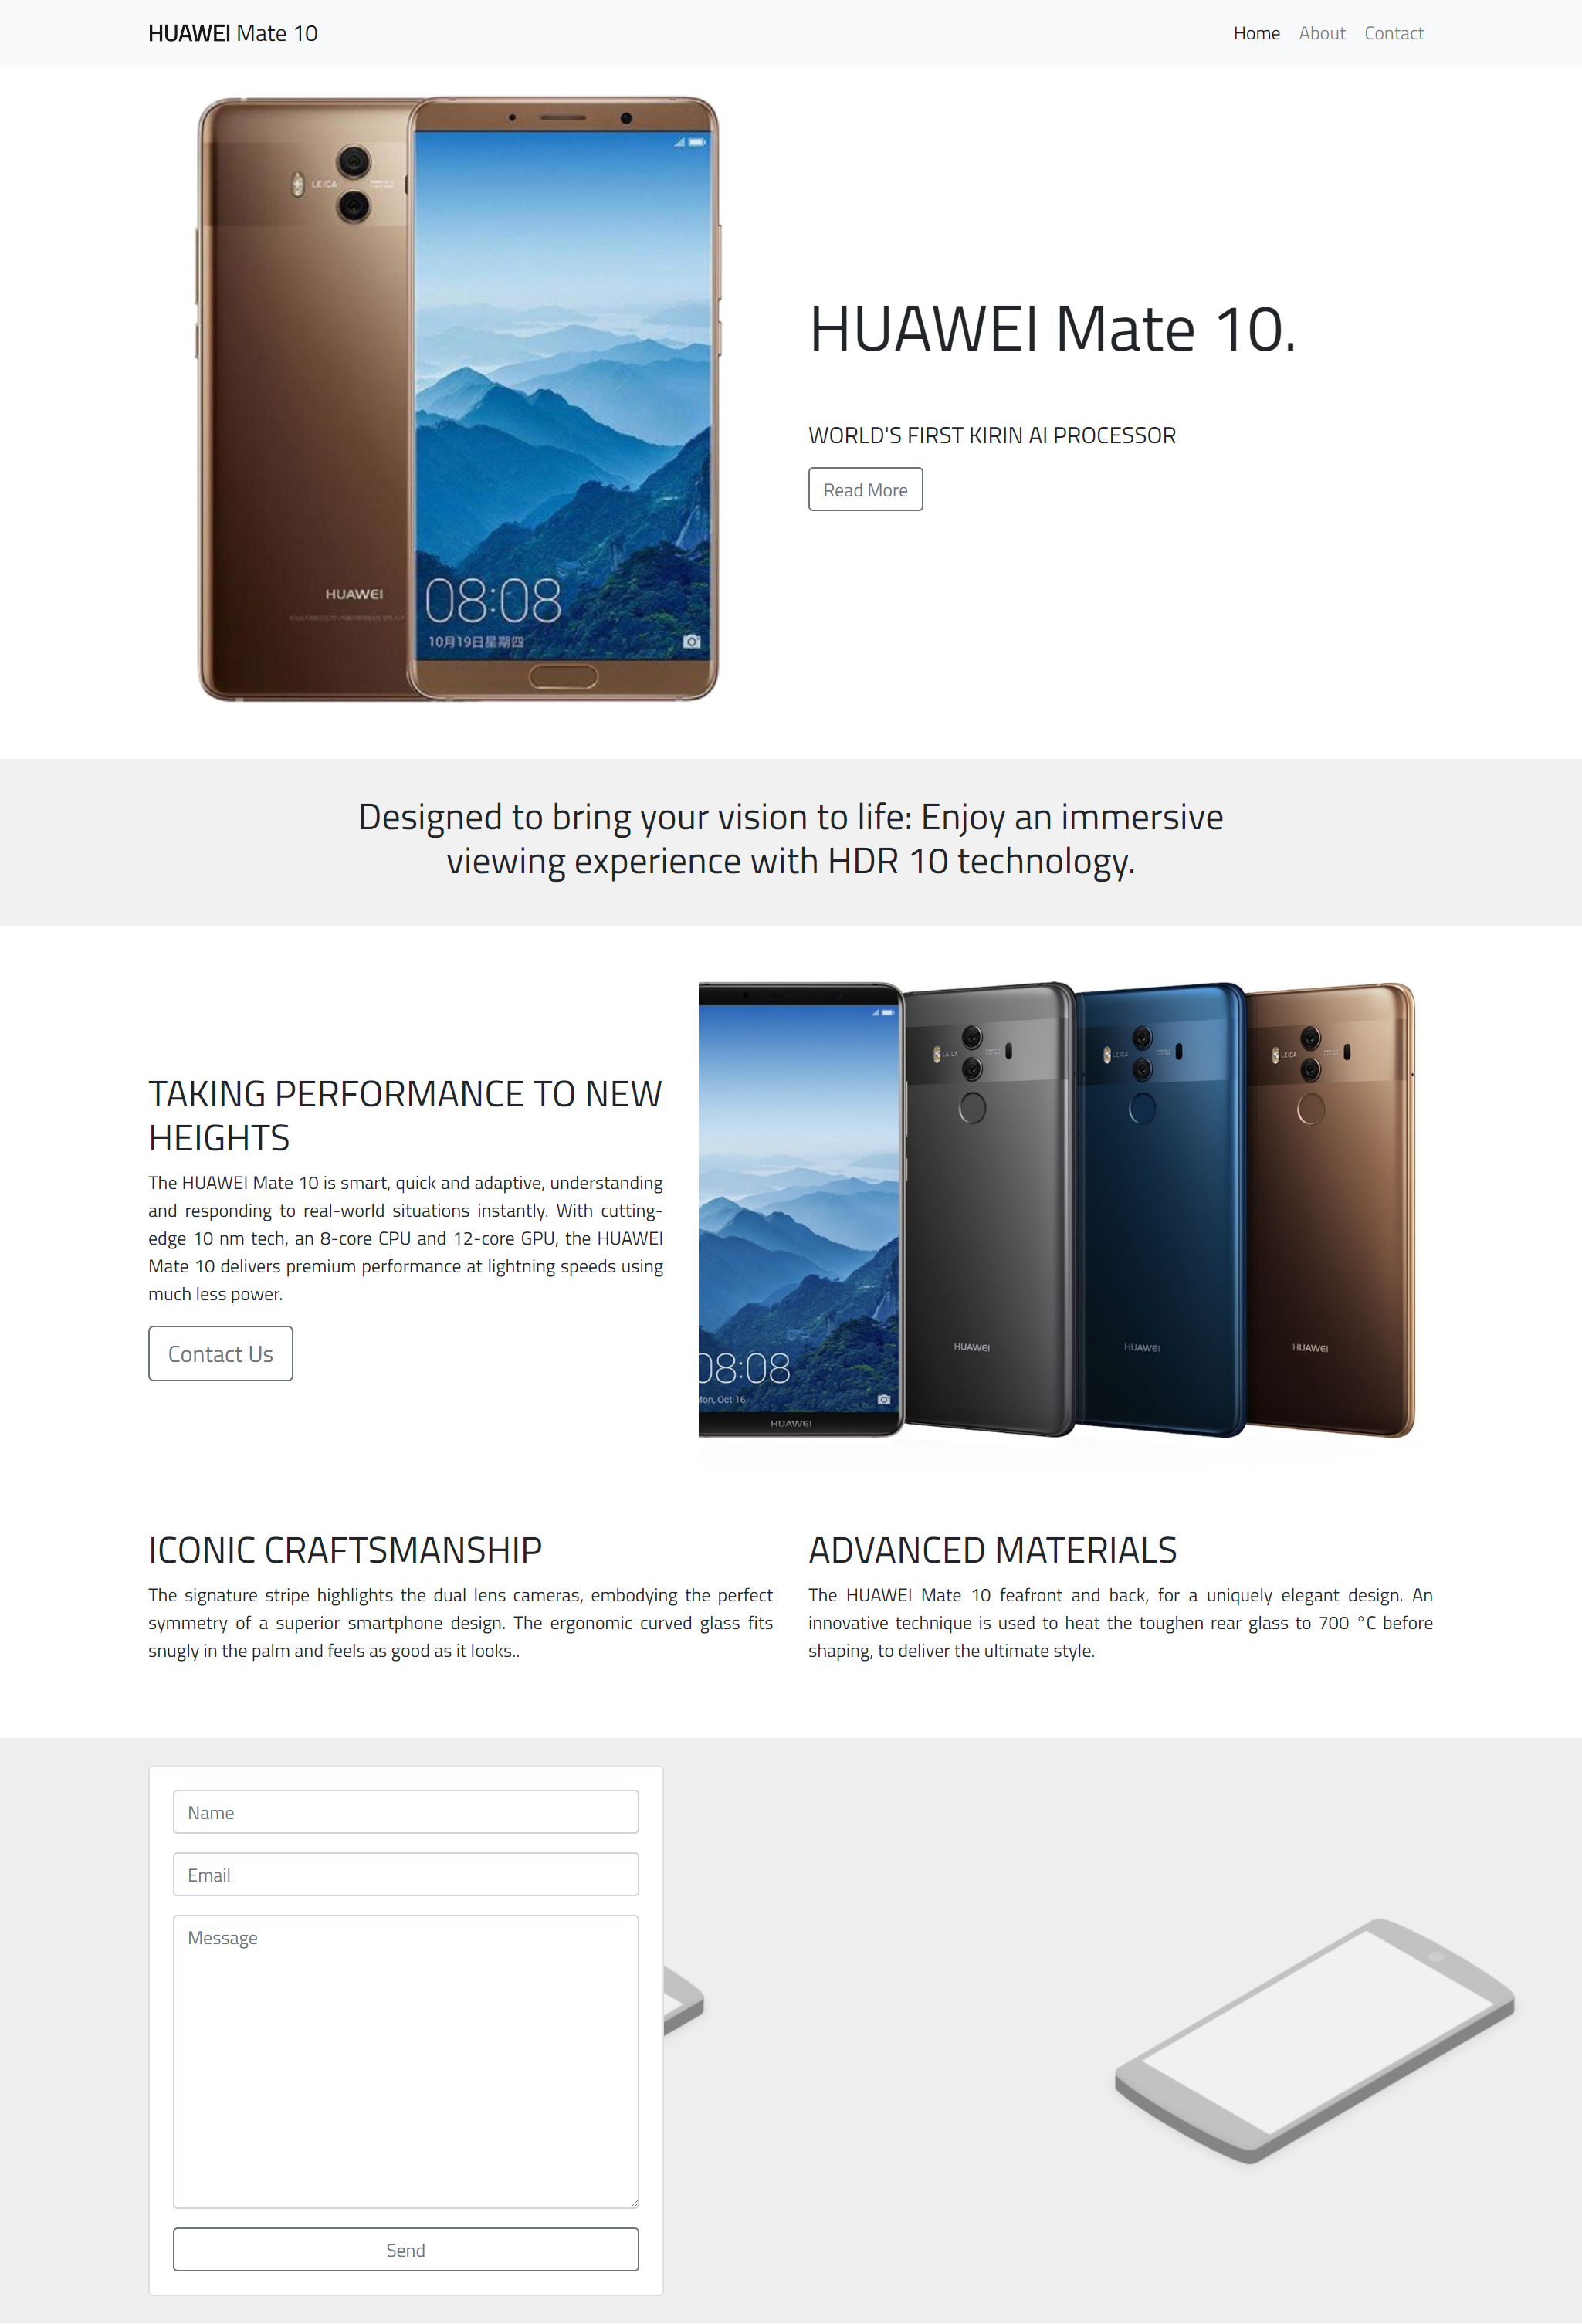 HUAWEI Mate 10
Home About Contact
LEICA
HUAWEI
08:08
10月19日星期四
HUAWEI Mate 10.
WORLD'S FIRST KIRIN AI PROCESSOR
Read More
Designed to bring your vision to life: Enjoy an immersive
viewing experience with HDR 10 technology.
TAKING PERFORMANCE TO NEW
HEIGHTS
The HUAWEI Mate 10 is smart, quick and adaptive, understanding
and responding to real-world situations instantly. With cutting-
edge 10 nm tech, an 8-core CPU and 12-core GPU, the HUAWEI
Mate 10 delivers premium performance at lightning speeds using
much less power.
Contact Us
LEICA
LEICA
LEICA
HUAWEI
HUAWEI
HUAWEI
08:08
Mon, Oct 16
HUAWEI
ICONIC CRAFTSMANSHIP
The signature stripe highlights the dual lens cameras, embodying the perfect
symmetry of a superior smartphone design. The ergonomic curved glass fits
snugly in the palm and feels as good as it looks..
ADVANCED MATERIALS
The HUAWEI Mate 10 feafront and back, for a uniquely elegant design. An
innovative technique is used to heat the toughen rear glass to 700 °C before
shaping, to deliver the ultimate style.
Name
Email
Message
Send